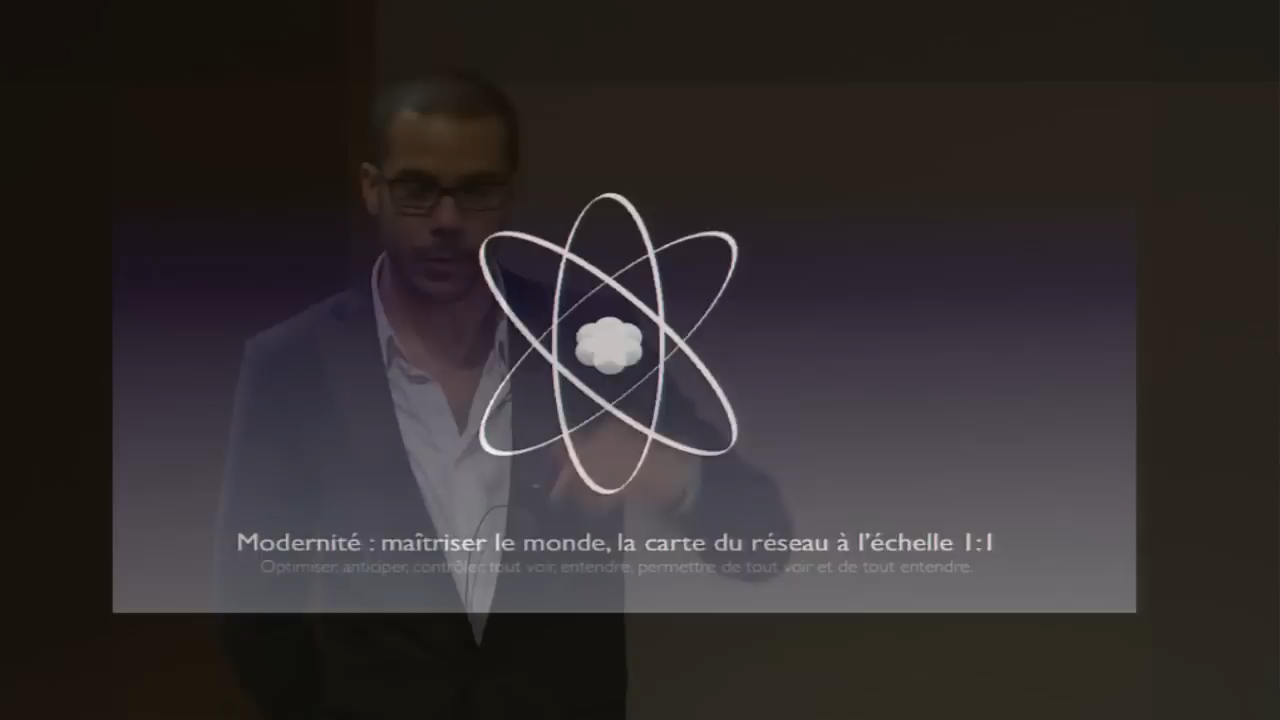 Modernité : maîtriser le monde, la carte du réseau à l'échelle 1:1
Optimiser, anticiper, contrôler, tout voir, entendre, permettre de tout voir et de tout entendre.